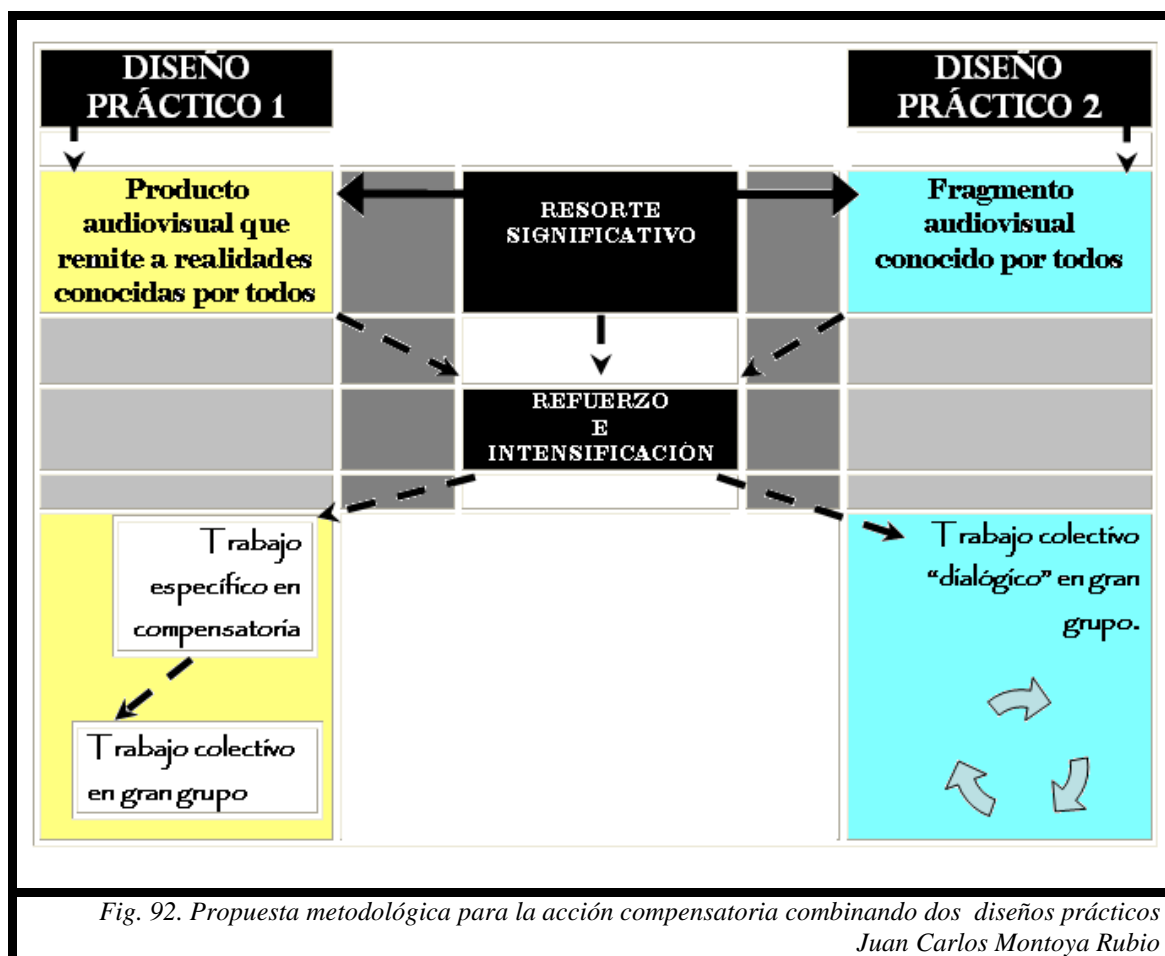 DISEÑO
PRÁCTICO 1
DISEÑO
PRÁCTICO 2
Producto
audiovisual que
remite a realidades
conocidas por todos
RESORTE
SIGNIFICATIVO
Fragmento
audiovisual
conocido por todos
REFUERZO
E
INTENSIFICACIÓN
Trabajo
específico en
compensatoria
Trabajo colectivo
en gran grupo
Trabajo colectivo
“dialógico” en gran
grupo.
Fig. 92. Propuesta metodológica para la acción compensatoria combinando dos diseños prácticos
Juan Carlos Montoya Rubio